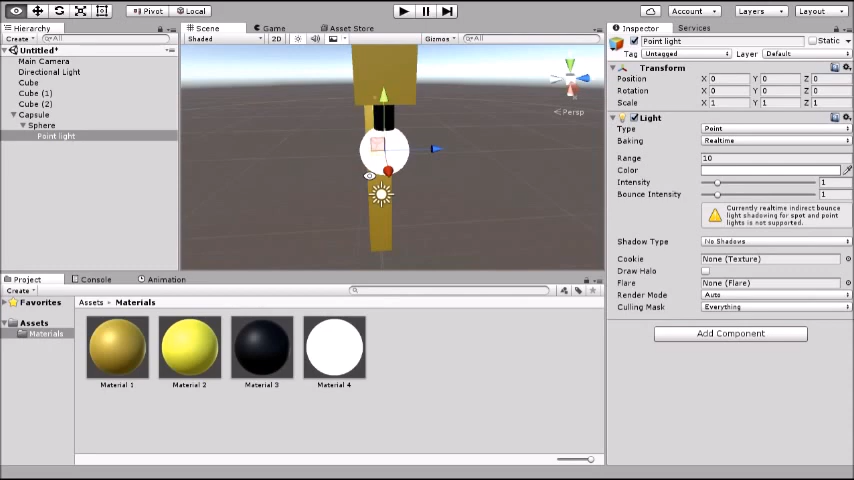 Pivot Local Account Layers Layout
Hierarchy
Create All
Untitled*
Main Camera
Directional Light
Cube
Cube (1)
Cube (2)
Capsule
Sphere
Point light
Scene Game Asset Store
Shaded 2D Gizmos All
Persp
Inspector Services
Point light Static
Tag Untagged Layer Default
Transform
Position X 0 Y 0 Z 0
Rotation X 0 Y 0 Z 0
Scale X 1 Y 1 Z 1
Light
Type Point
Baking Realtime
Range 10
Color
Intensity 1
Bounce Intensity 1
Currently realtime indirect bounce
light shadowing for spot and point
lights is not supported.
Shadow Type No Shadows
Cookie None (Texture)
Draw Halo
Flare None (Flare)
Render Mode Auto
Culling Mask Everything
Add Component
Project Console Animation
Create
Favorites
Assets
Materials
Assets Materials
Material 1 Material 2 Material 3 Material 4